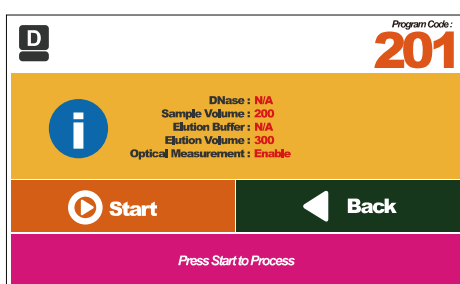 D
Program Code :
201
DNase : N/A
Sample Volume : 200
Elution Buffer : N/A
Elution Volume : 300
Optical Measurement : Enable
Start
Back
Press Start to Process